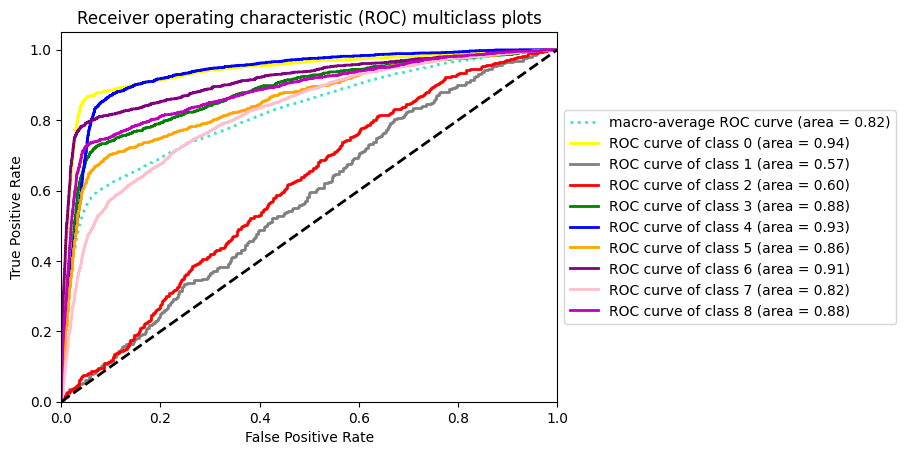 Receiver operating characteristic (ROC) multiclass plots
1.0
0.8
0.6
0.4
0.2
0.0
True Positive Rate
0.0 0.2 0.4 0.6 0.8 1.0
False Positive Rate
macro-average ROC curve (area = 0.82)
ROC curve of class 0 (area = 0.94)
ROC curve of class 1 (area = 0.57)
ROC curve of class 2 (area = 0.60)
ROC curve of class 3 (area = 0.88)
ROC curve of class 4 (area = 0.93)
ROC curve of class 5 (area = 0.86)
ROC curve of class 6 (area = 0.91)
ROC curve of class 7 (area = 0.82)
ROC curve of class 8 (area = 0.88)